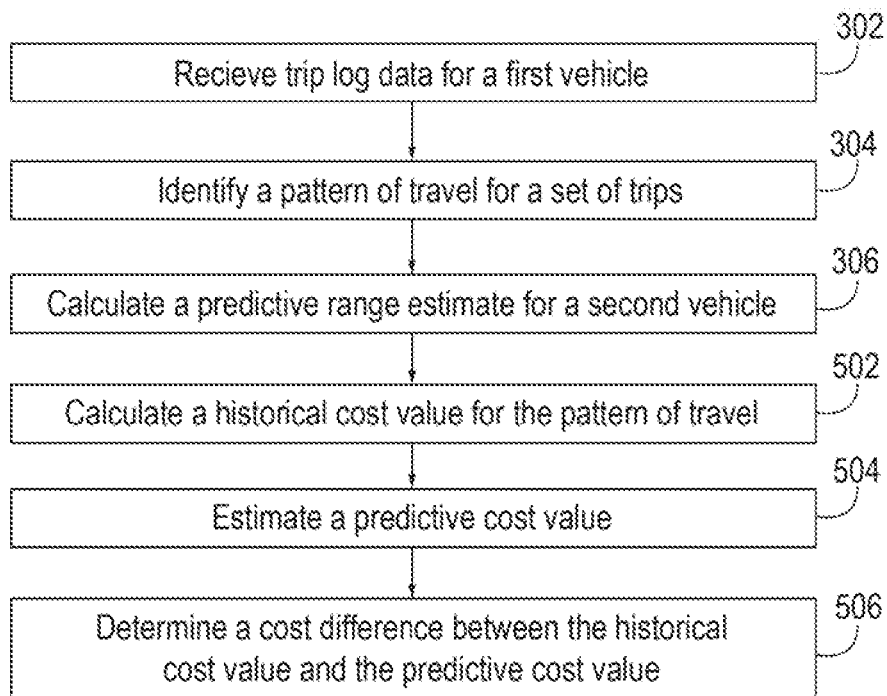 302
Recieve trip log data for a first vehicle
304
Identify a pattern of travel for a set of trips
306
Calculate a predictive range estimate for a second vehicle
502
Calculate a historical cost value for the pattern of travel
504
Estimate a predictive cost value
506
Determine a cost difference between the historical
cost value and the predictive cost value